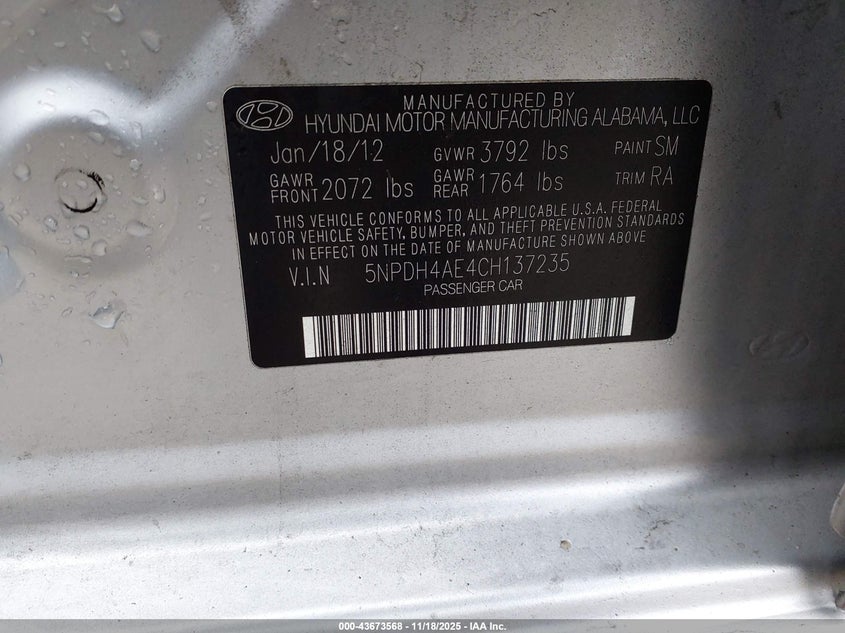 MANUFACTURED BY
HYUNDAI MOTOR MANUFACTURING ALABAMA, LLC
Jan/18/12 GVWR 3792 lbs PAINT SM
GAWR FRONT 2072 lbs GAWR REAR 1764 lbs TRIM RA
THIS VEHICLE CONFORMS TO ALL APPLICABLE U.S.A. FEDERAL
MOTOR VEHICLE SAFETY, BUMPER, AND THEFT PREVENTION STANDARDS
IN EFFECT ON THE DATE OF MANUFACTURE SHOWN ABOVE
V.I.N 5NPDH4AE4CH137235
PASSENGER CAR
000-43673568 - 11/18/2025 - IAA Inc.